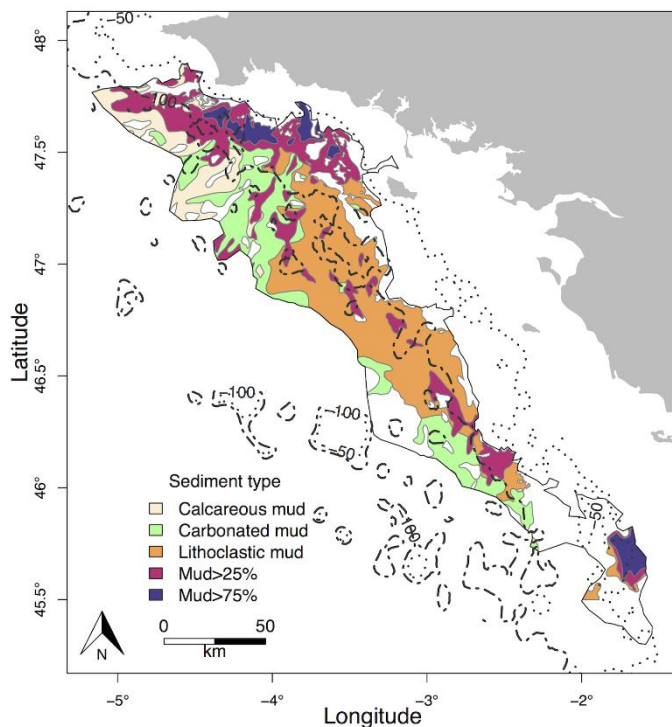 −50
48°
−100
47.5°
Latitude
47°
46.5°
−100
−100
−50
46°
−100
−50
45.5°
Sediment type
Calcareous mud
Carbonated mud
Lithoclastic mud
Mud>25%
Mud>75%
0 50
km
N
−5° −4° −3° −2°
Longitude